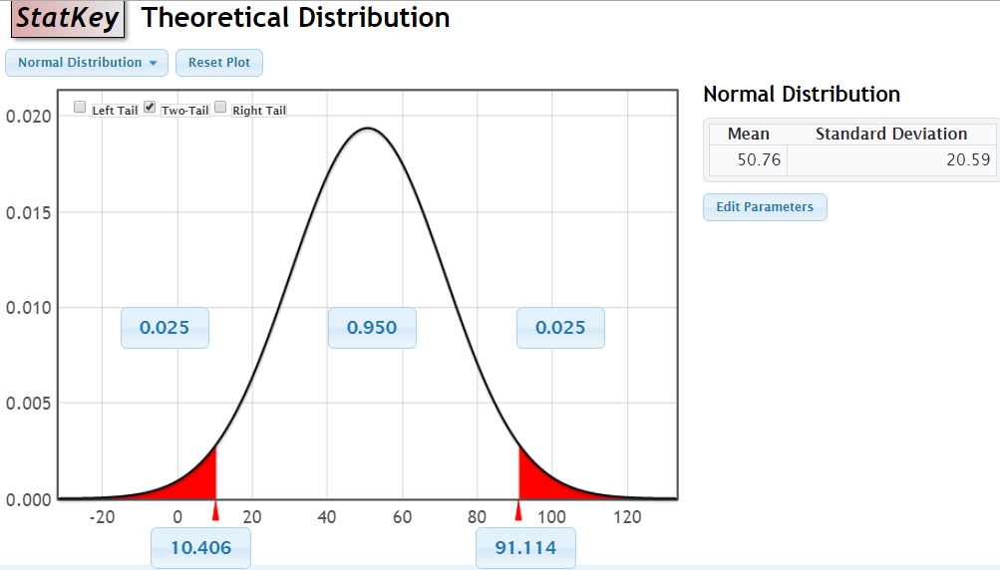 StatKey Theoretical Distribution
Normal Distribution Reset Plot
Left Tail Two-Tail Right Tail
0.020
0.015
0.010
0.005
0.000
0.025 0.950 0.025
-20 0 20 40 60 80 100 120
10.406 91.114
Normal Distribution
Mean Standard Deviation
50.76 20.59
Edit Parameters